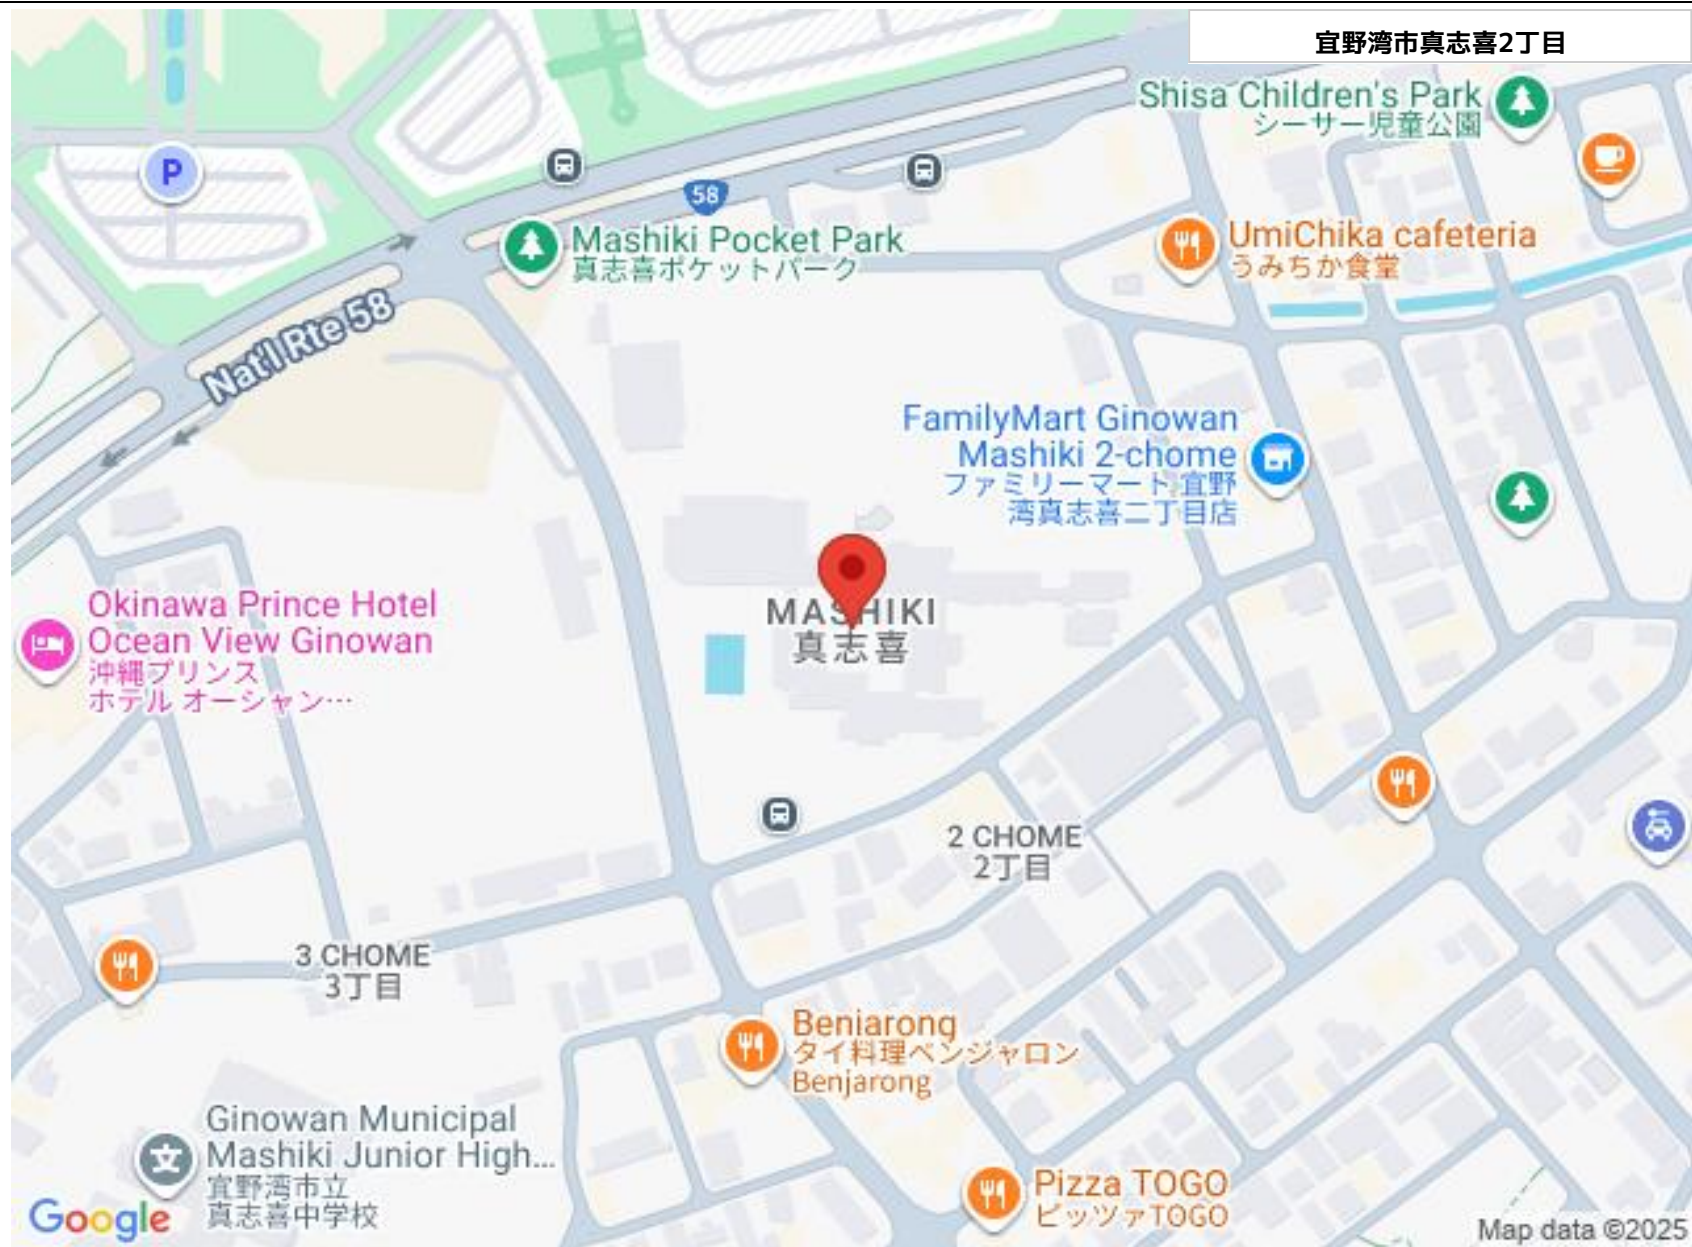 宜野湾市真志喜2丁目
Shisa Children's Park
シーサー児童公園
P
58
Mashiki Pocket Park
真志喜ポケットパーク
UmiChika cafeteria
うみちか食堂
Nat'l Rte 58
FamilyMart Ginowan
Mashiki 2-chome
ファミリーマート 宜野
湾真志喜二丁目店
Okinawa Prince Hotel
Ocean View Ginowan
沖縄プリンス
ホテル オーシャン…
MASHIKI
真志喜
2 CHOME
2丁目
3 CHOME
3丁目
Beniarong
タイ料理ベンジャロン
Benjarong
Ginowan Municipal
Mashiki Junior High...
宜野湾市立
真志喜中学校
文
Pizza TOGO
ピッツァTOGO
Google
Map data ©2025